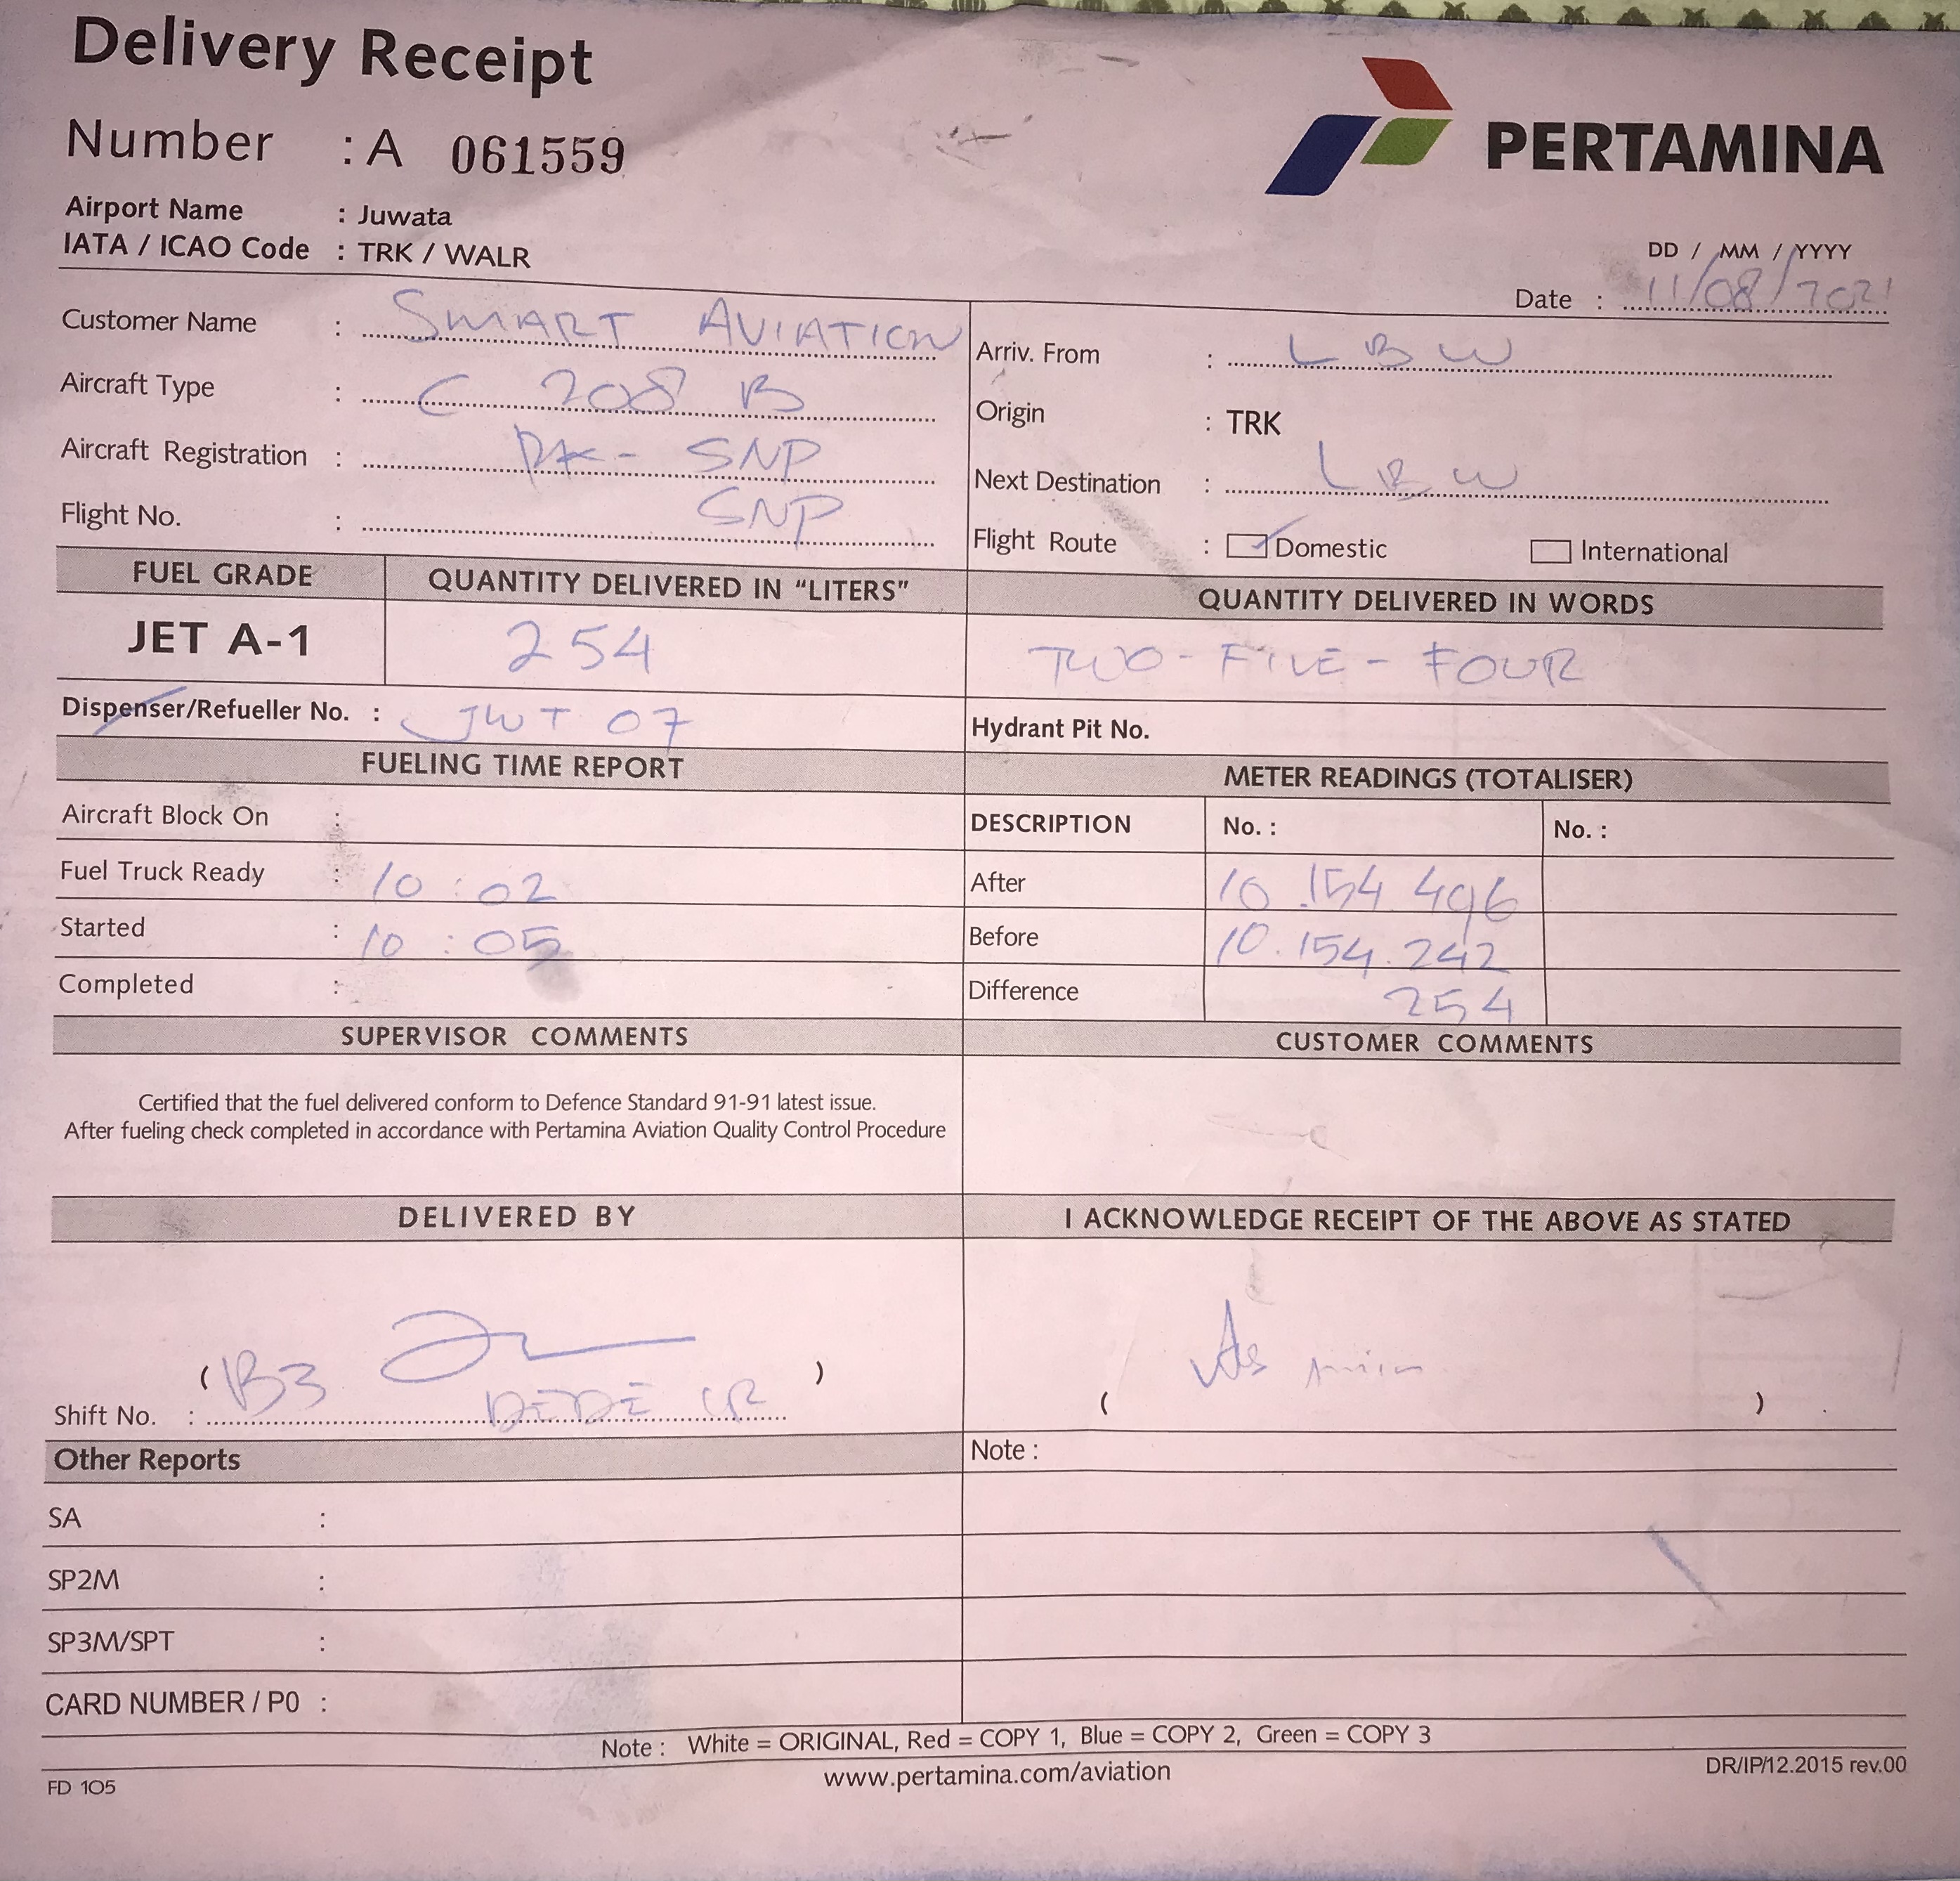 Delivery Receipt
Number : A 061559
PERTAMINA
Airport Name : Juwata
IATA / ICAO Code : TRK / WALR
DD / MM / YYYY
Date : 11/08/2021
Customer Name : SMART AVIATION
Aircraft Type : C 208 B
Aircraft Registration : PK - SNP
Flight No. : SNP
Arriv. From : LBW
Origin : TRK
Next Destination : LBW
Flight Route : Domestic International
FUEL GRADE QUANTITY DELIVERED IN "LITERS" QUANTITY DELIVERED IN WORDS
JET A-1 254 TWO - FIVE - FOUR
Dispenser/Refueller No. : JWT 07 Hydrant Pit No.
FUELING TIME REPORT
Aircraft Block On :
Fuel Truck Ready : 10 : 02
Started : 10 : 05
Completed :
METER READINGS (TOTALISER)
DESCRIPTION No. : No. :
After 10.154.496
Before 10.154.242
Difference 254
SUPERVISOR COMMENTS
Certified that the fuel delivered conform to Defence Standard 91-91 latest issue.
After fueling check completed in accordance with Pertamina Aviation Quality Control Procedure
CUSTOMER COMMENTS
DELIVERED BY
( B3 )
Shift No. : DEDE
I ACKNOWLEDGE RECEIPT OF THE ABOVE AS STATED
( )
Other Reports
SA :
SP2M :
SP3M/SPT :
CARD NUMBER / P0 :
Note :
Note : White = ORIGINAL, Red = COPY 1, Blue = COPY 2, Green = COPY 3
www.pertamina.com/aviation
FD 105
DR/IP/12.2015 rev.00